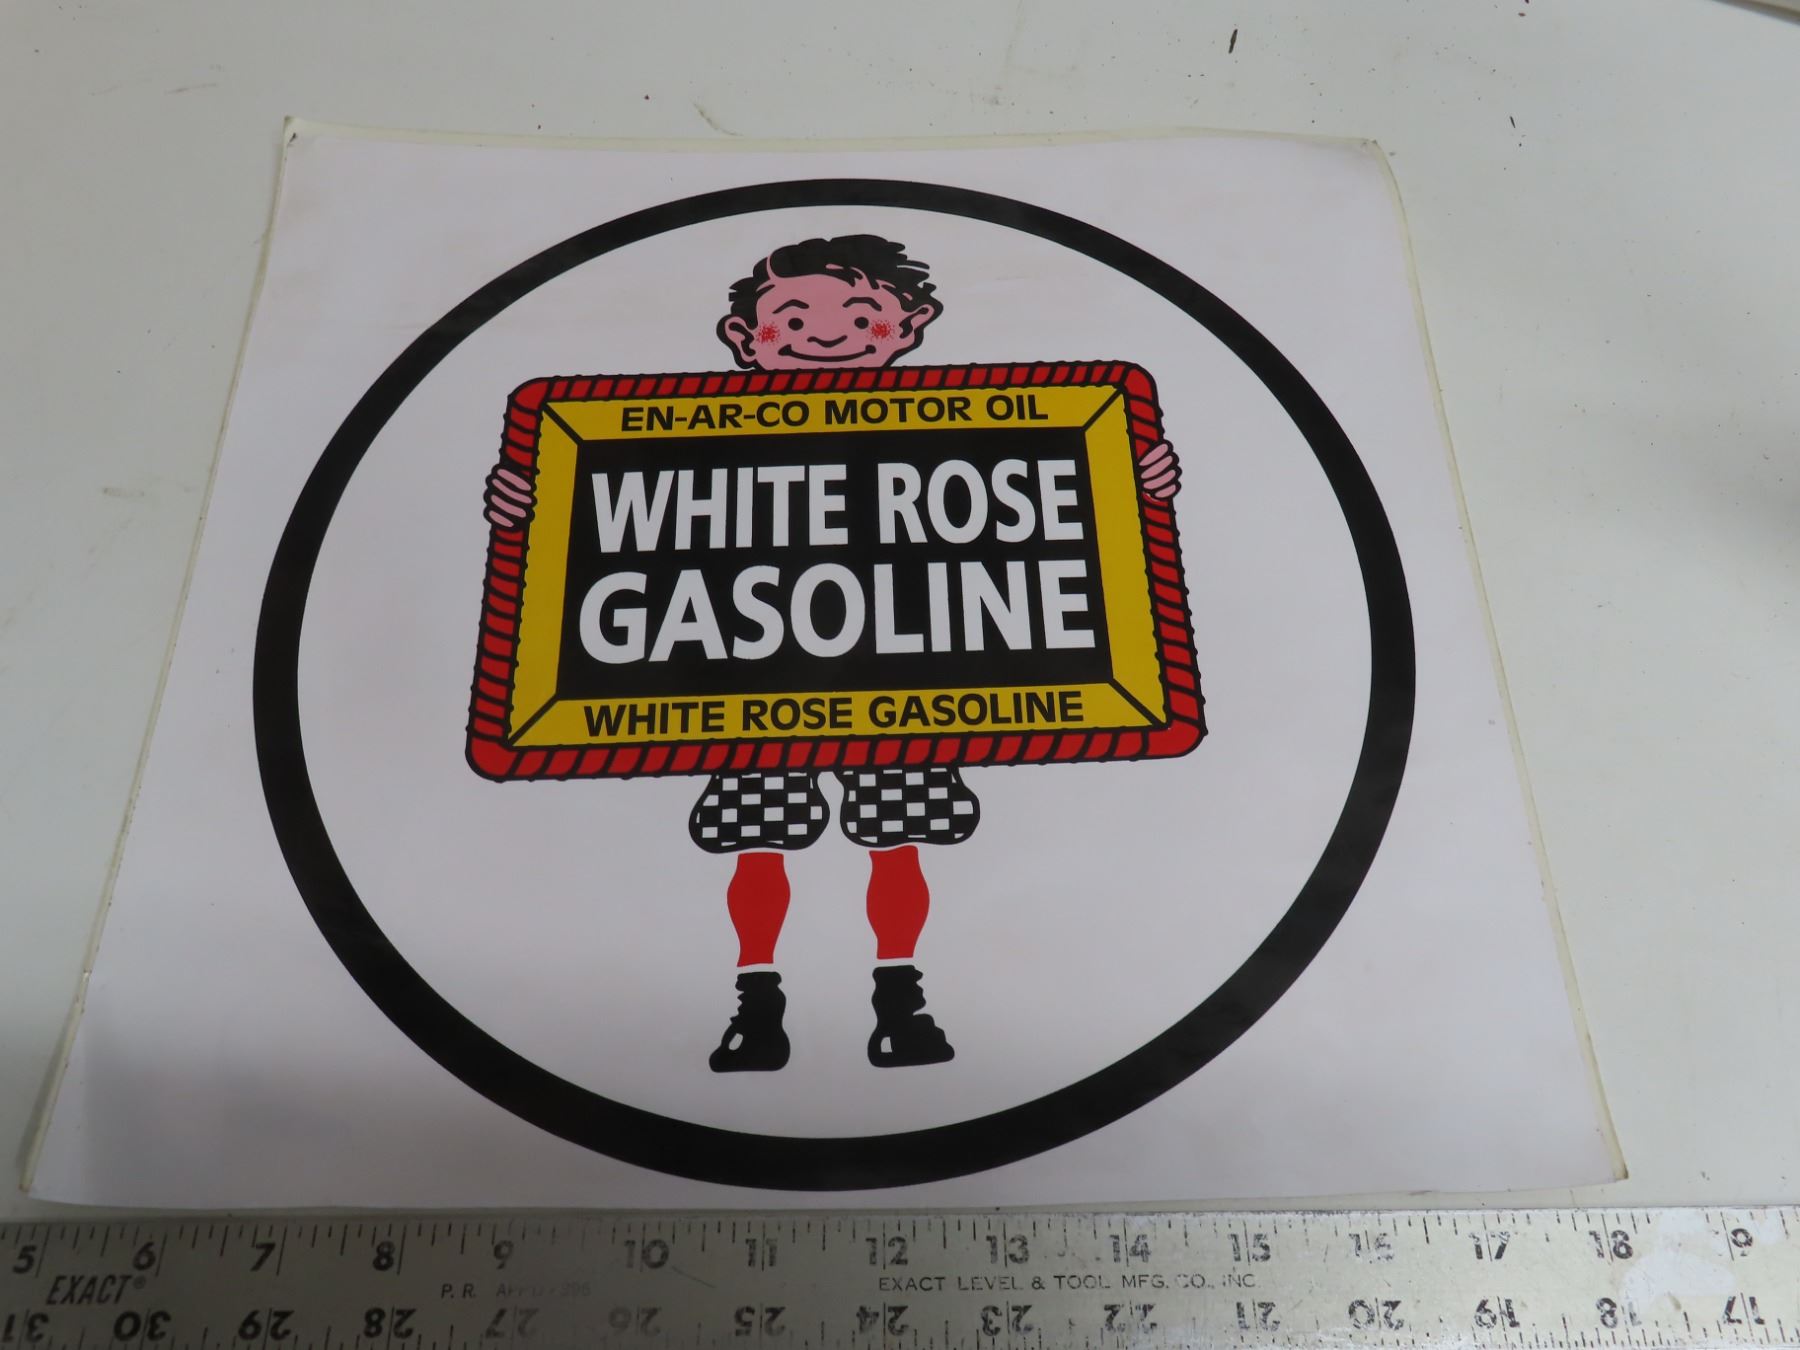 EN-AR-CO MOTOR OIL
WHITE ROSE
GASOLINE
WHITE ROSE GASOLINE
5 6 7 8 9 10 11 12 13 14 15 16 17 18 19
EXACT® P. R. EXACT LEVEL & TOOL MFG. CO., INC.
31 30 29 28 27 26 25 24 23 22 21 20 19 18 17